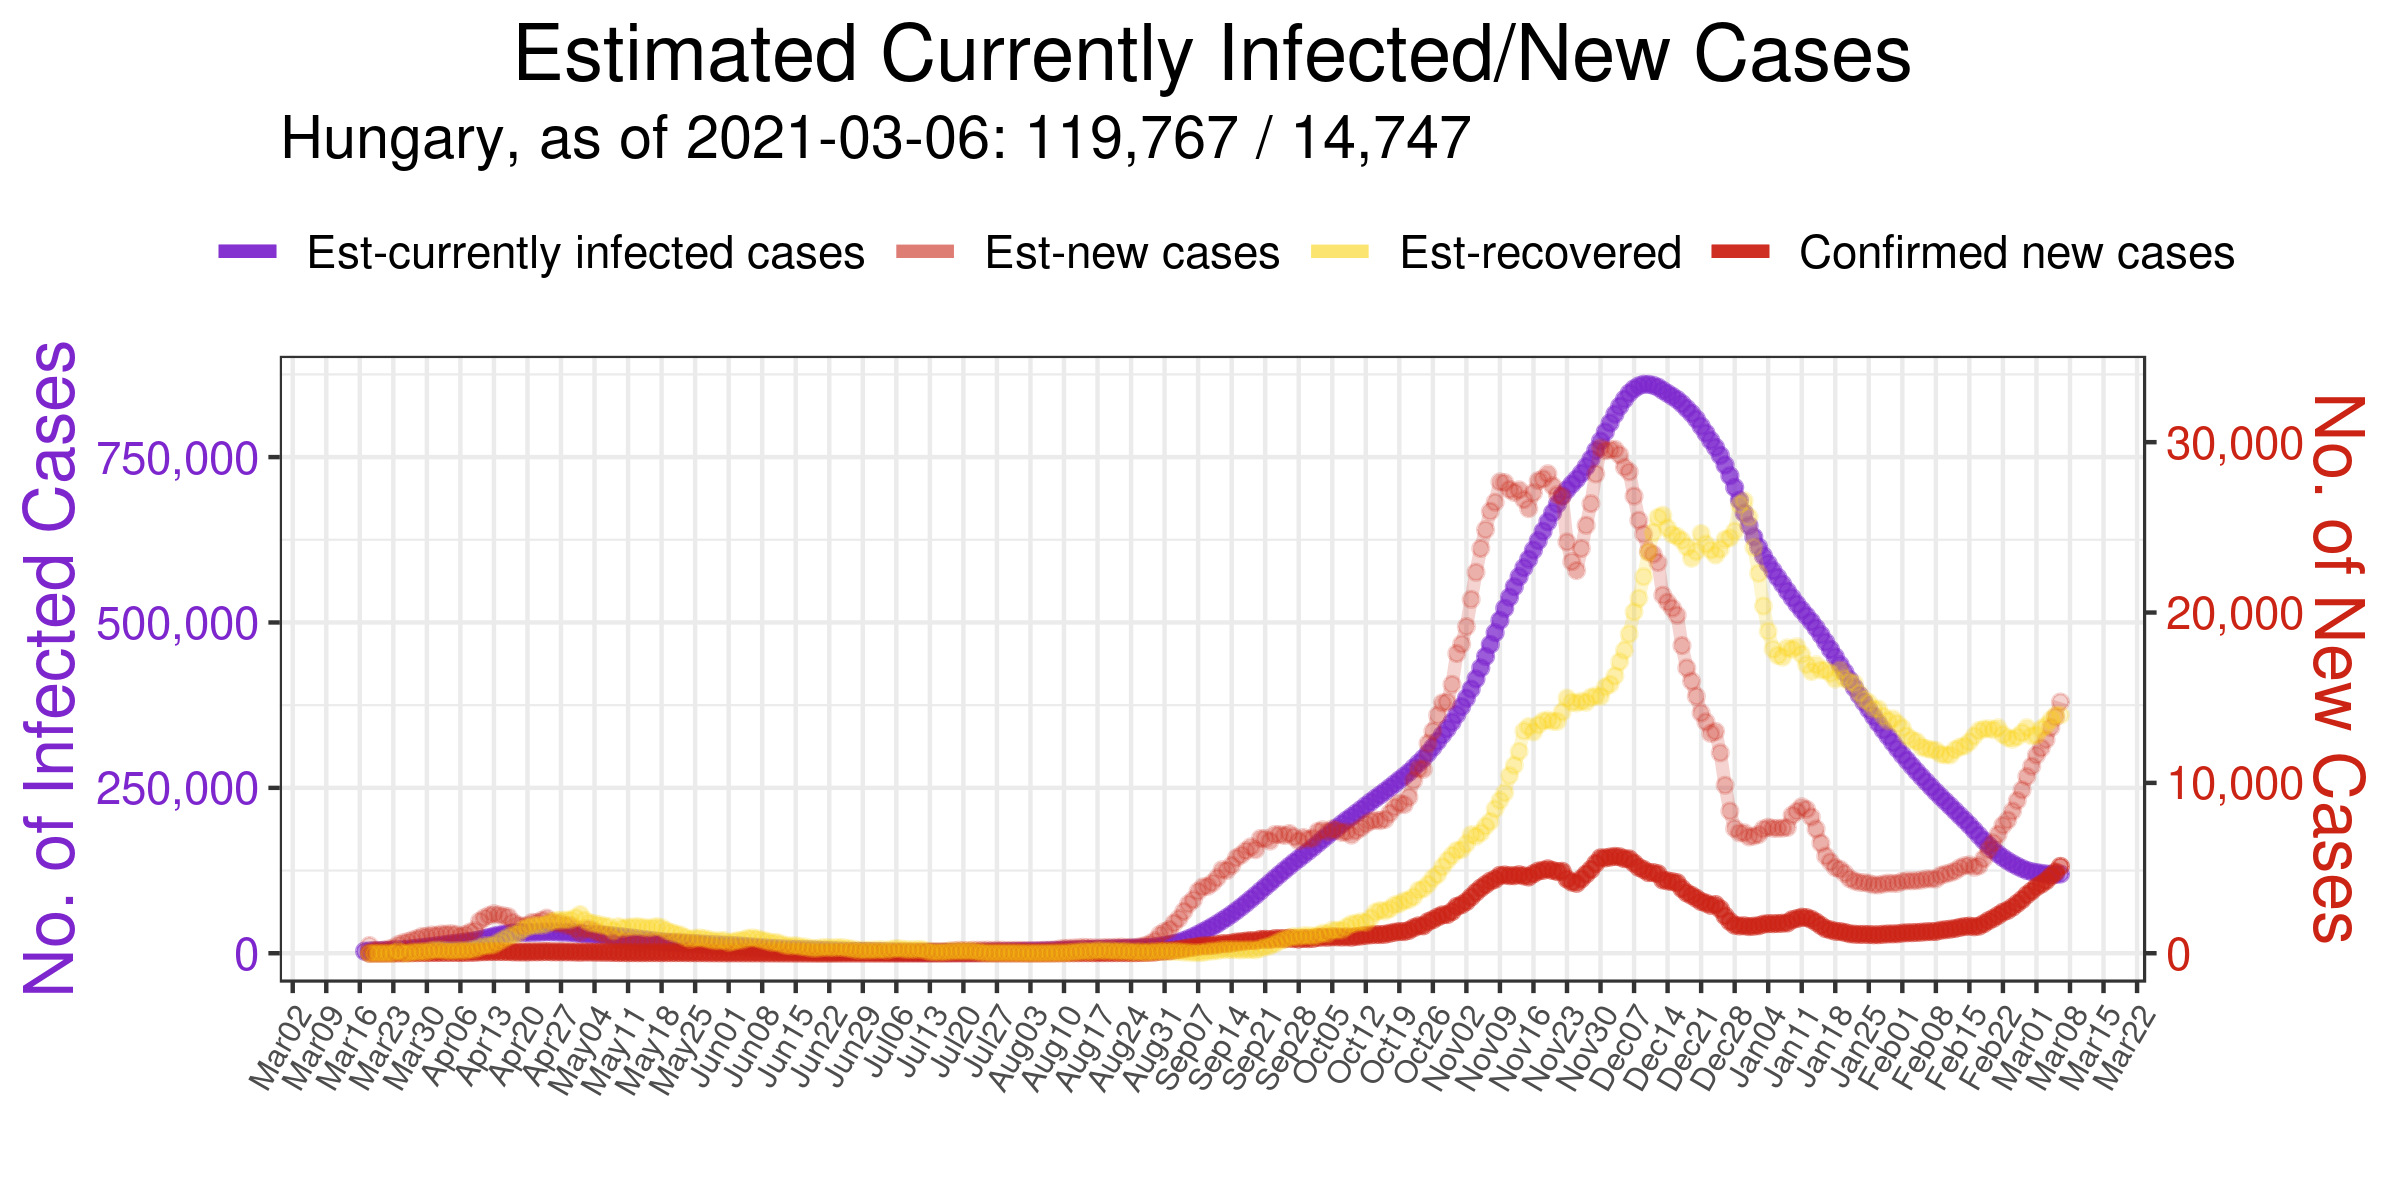 Estimated Currently Infected/New Cases
Hungary, as of 2021-03-06: 119,767 / 14,747
Est-currently infected cases
Est-new cases
Est-recovered
Confirmed new cases
No. of Infected Cases
750,000
500,000
250,000
0
30,000
20,000
10,000
0
No. of New Cases
Mar02
Mar09
Mar16
Mar23
Mar30
Apr06
Apr13
Apr20
Apr27
May04
May11
May18
May25
Jun01
Jun08
Jun15
Jun22
Jun29
Jul06
Jul13
Jul20
Jul27
Aug03
Aug10
Aug17
Aug24
Aug31
Sep07
Sep14
Sep21
Sep28
Oct05
Oct12
Oct19
Oct26
Nov02
Nov09
Nov16
Nov23
Nov30
Dec07
Dec14
Dec21
Dec28
Jan04
Jan11
Jan18
Jan25
Feb01
Feb08
Feb15
Feb22
Mar01
Mar08
Mar15
Mar22